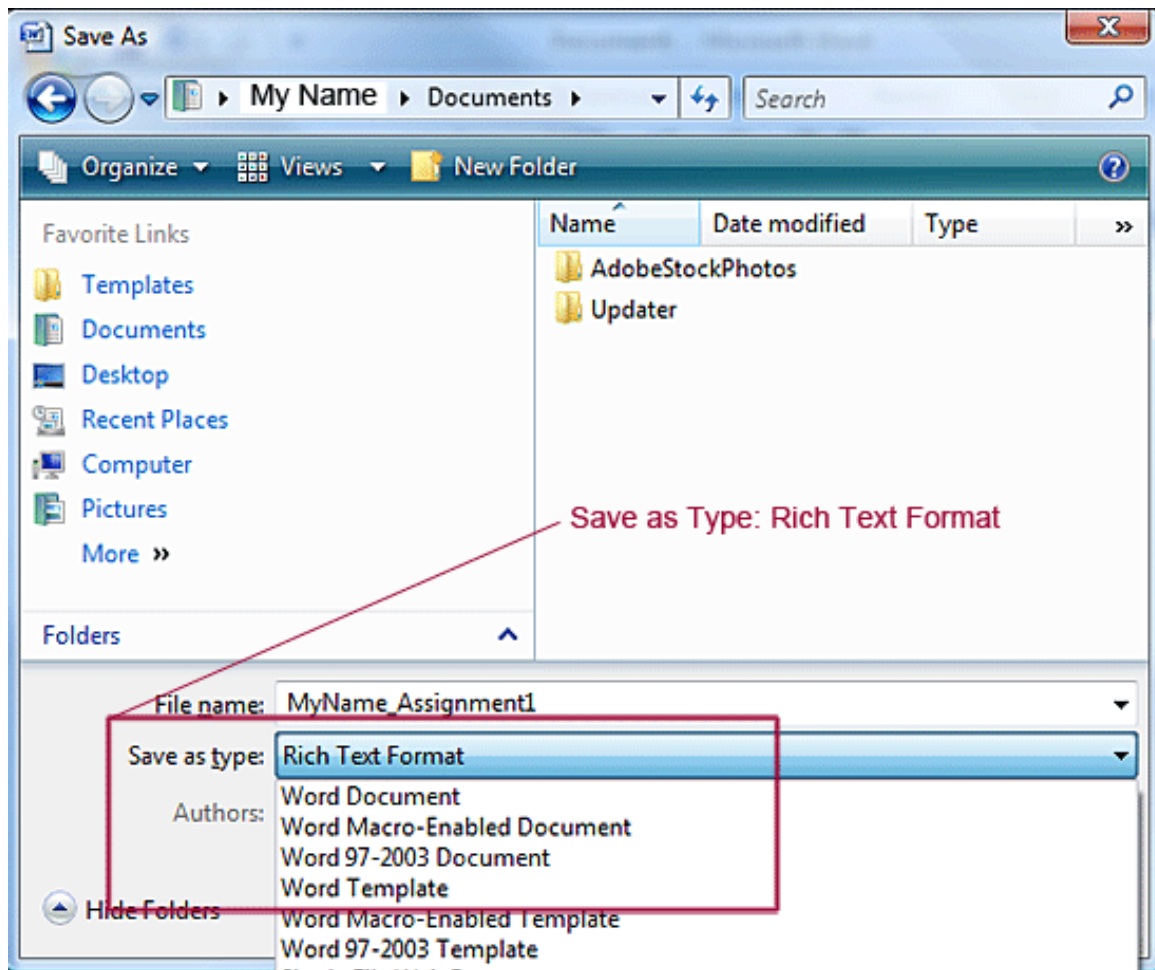 Save As
My Name Documents
Search
Organize Views New Folder
Favorite Links
Templates
Documents
Desktop
Recent Places
Computer
Pictures
More »
Folders
Name Date modified Type »
AdobeStockPhotos
Updater
Save as Type: Rich Text Format
File name: MyName_Assignment1
Save as type: Rich Text Format
Authors:
Word Document
Word Macro-Enabled Document
Word 97-2003 Document
Word Template
Hide Folders
Word Macro-Enabled Template
Word 97-2003 Template